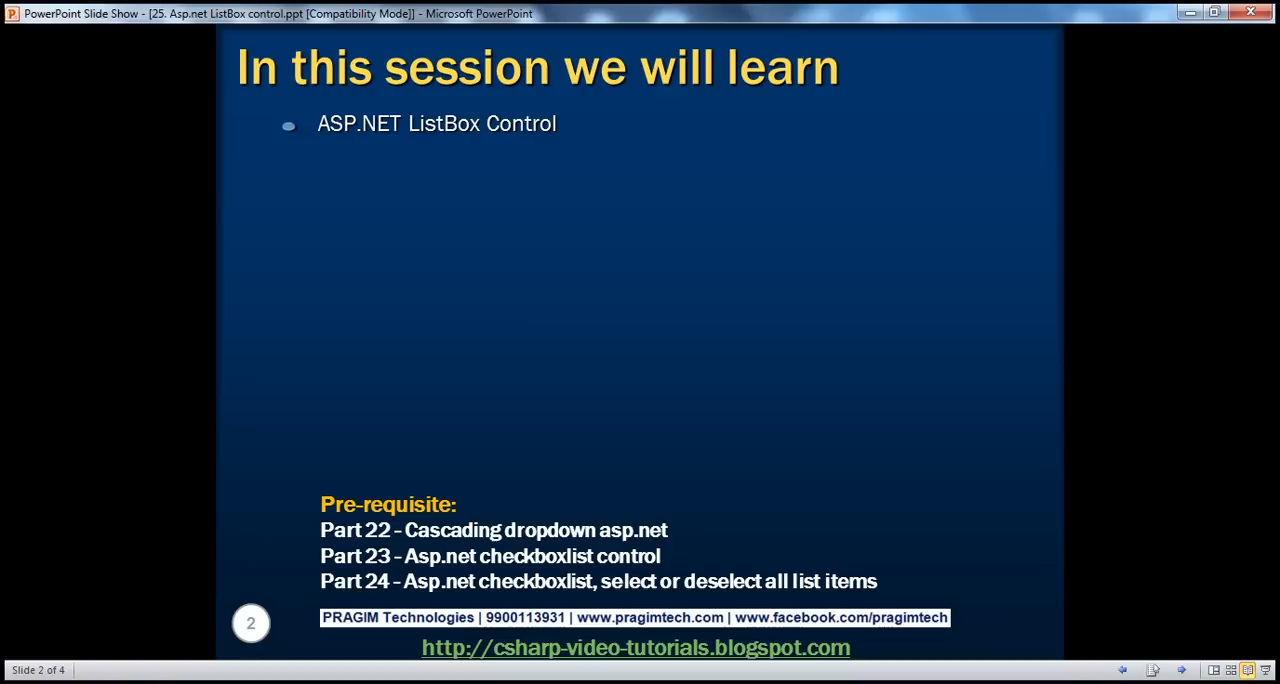 PowerPoint Slide Show - [25. Asp.net ListBox control.ppt [Compatibility Mode]] - Microsoft PowerPoint
In this session we will learn
ASP.NET ListBox Control
Pre-requisite:
Part 22 - Cascading dropdown asp.net
Part 23 - Asp.net checkboxlist control
Part 24 - Asp.net checkboxlist, select or deselect all list items
2
PRAGIM Technologies | 9900113931 | www.pragimtech.com | www.facebook.com/pragimtech
http://csharp-video-tutorials.blogspot.com
Slide 2 of 4